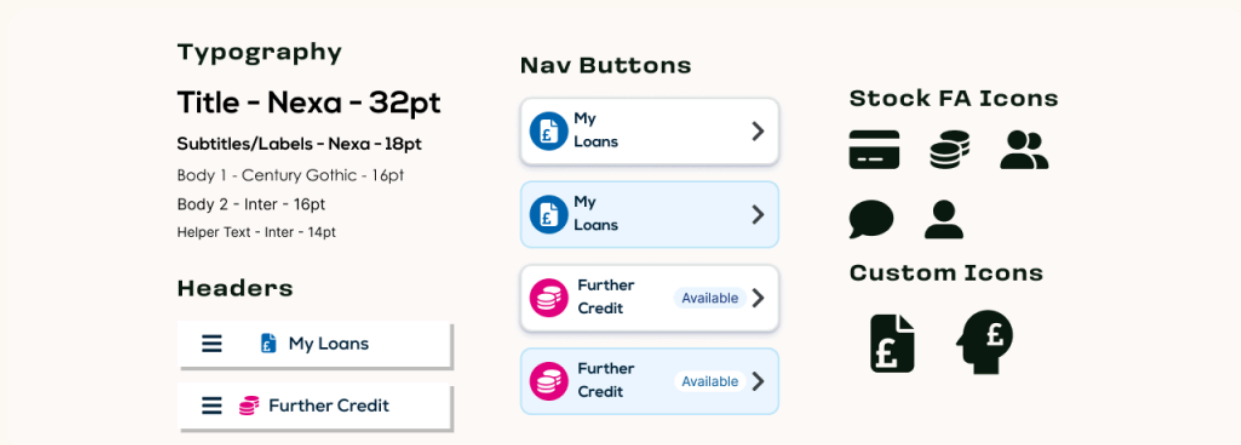 Typography
Title - Nexa - 32pt
Subtitles/Labels - Nexa - 18pt
Body 1 - Century Gothic - 16pt
Body 2 - Inter - 16pt
Helper Text - Inter - 14pt
Headers
My Loans
Further Credit
Nav Buttons
My
Loans
My
Loans
Further
Credit
Available
Further
Credit
Available
Stock FA Icons
Custom Icons